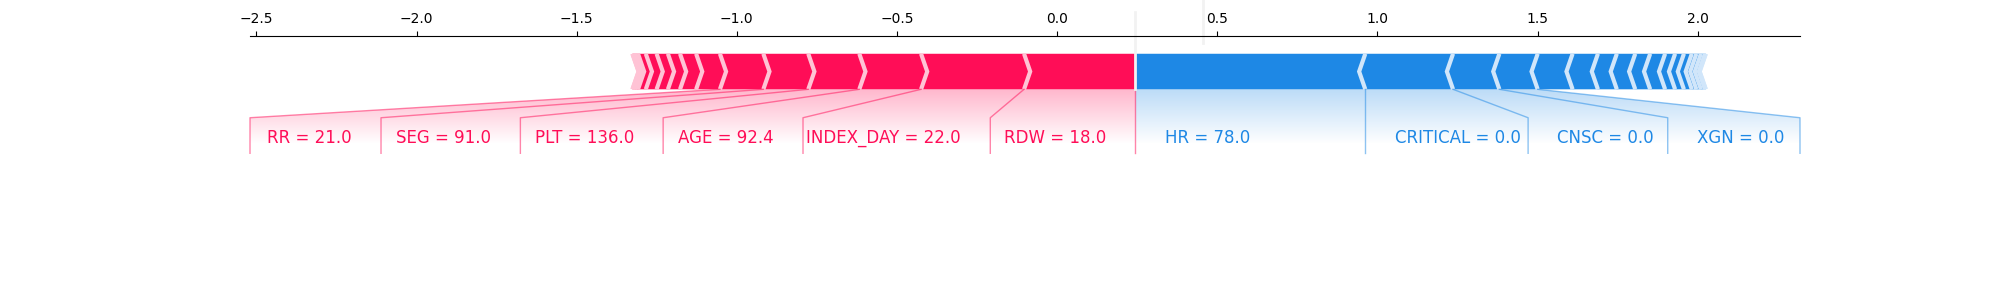 −2.5 −2.0 −1.5 −1.0 −0.5 0.0 0.5 1.0 1.5 2.0
RR = 21.0 SEG = 91.0 PLT = 136.0 AGE = 92.4 INDEX_DAY = 22.0 RDW = 18.0 HR = 78.0 CRITICAL = 0.0 CNSC = 0.0 XGN = 0.0